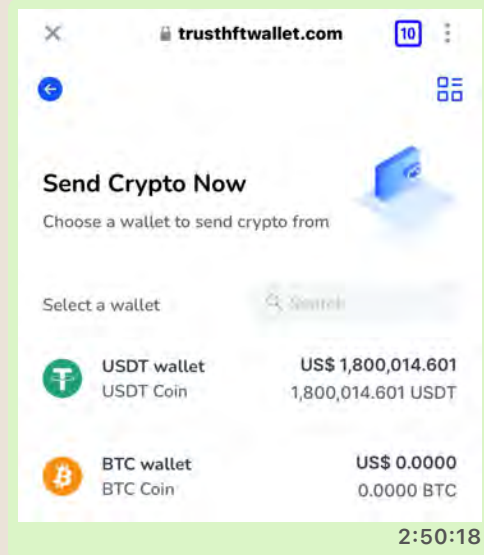 trusthftwallet.com 10
Send Crypto Now
Choose a wallet to send crypto from
Select a wallet Search
USDT wallet US$ 1,800,014.601
USDT Coin 1,800,014.601 USDT
BTC wallet US$ 0.0000
BTC Coin 0.0000 BTC
2:50:18